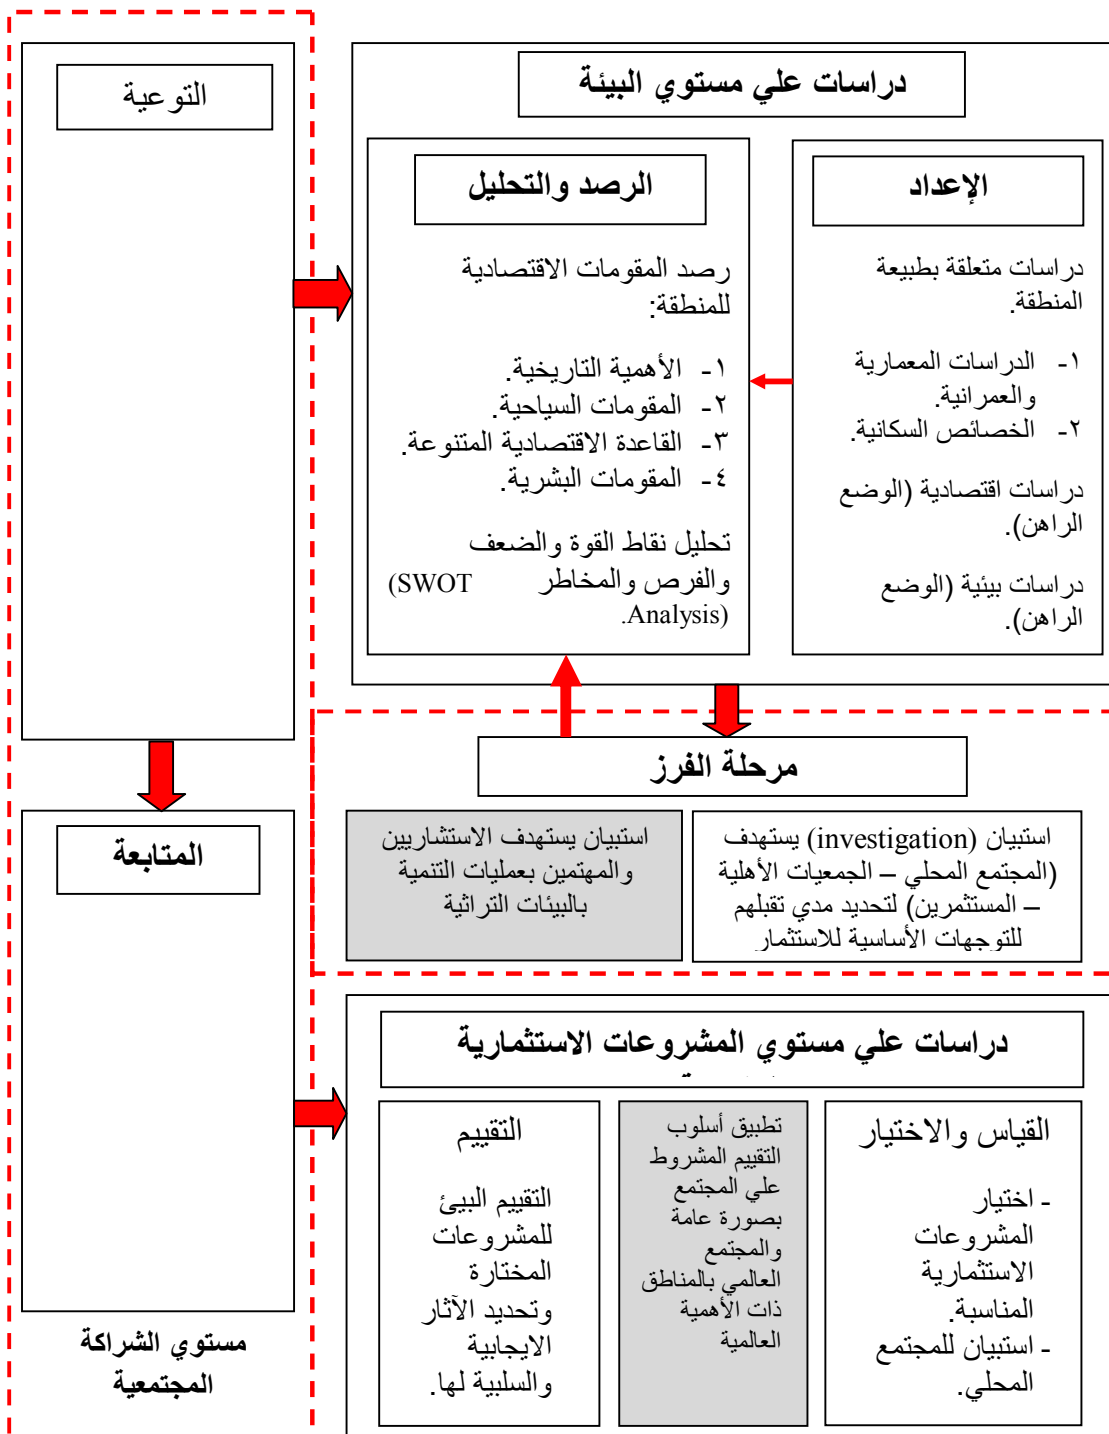 دراسات علي مستوي البيئة
الإعداد
دراسات متعلقة بطبيعة
المنطقة.
١- الدراسات المعمارية
والعمرانية.
٢- الخصائص السكانية.
دراسات اقتصادية (الوضع
الراهن).
دراسات بيئية (الوضع
الراهن).
الرصد والتحليل
رصد المقومات الاقتصادية
للمنطقة:
١- الأهمية التاريخية.
٢- المقومات السياحية.
٣- القاعدة الاقتصادية المتنوعة.
٤- المقومات البشرية.
تحليل نقاط القوة والضعف
والفرص والمخاطر (SWOT
Analysis).
التوعية
مرحلة الفرز
استبيان (investigation) يستهدف
(المجتمع المحلي – الجمعيات الأهلية
– المستثمرين) لتحديد مدي تقبلهم
للتوجهات الأساسية للاستثمار
استبيان يستهدف الاستشاريين
والمهتمين بعمليات التنمية
بالبيئات التراثية
المتابعة
دراسات علي مستوي المشروعات الاستثمارية
القياس والاختيار
- اختيار
المشروعات
الاستثمارية
المناسبة.
- استبيان للمجتمع
المحلي.
تطبيق أسلوب
التقييم المشروط
علي المجتمع
بصورة عامة
والمجتمع
العالمي بالمناطق
ذات الأهمية
العالمية
التقييم
التقييم البيئ
للمشروعات
المختارة
وتحديد الآثار
الايجابية
والسلبية لها.
مستوي الشراكة
المجتمعية